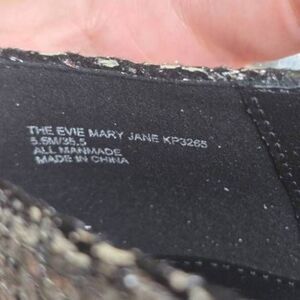 THE EVIE MARY JANE KP3265
5.5M/35.5
ALL MANMADE
MADE IN CHINA